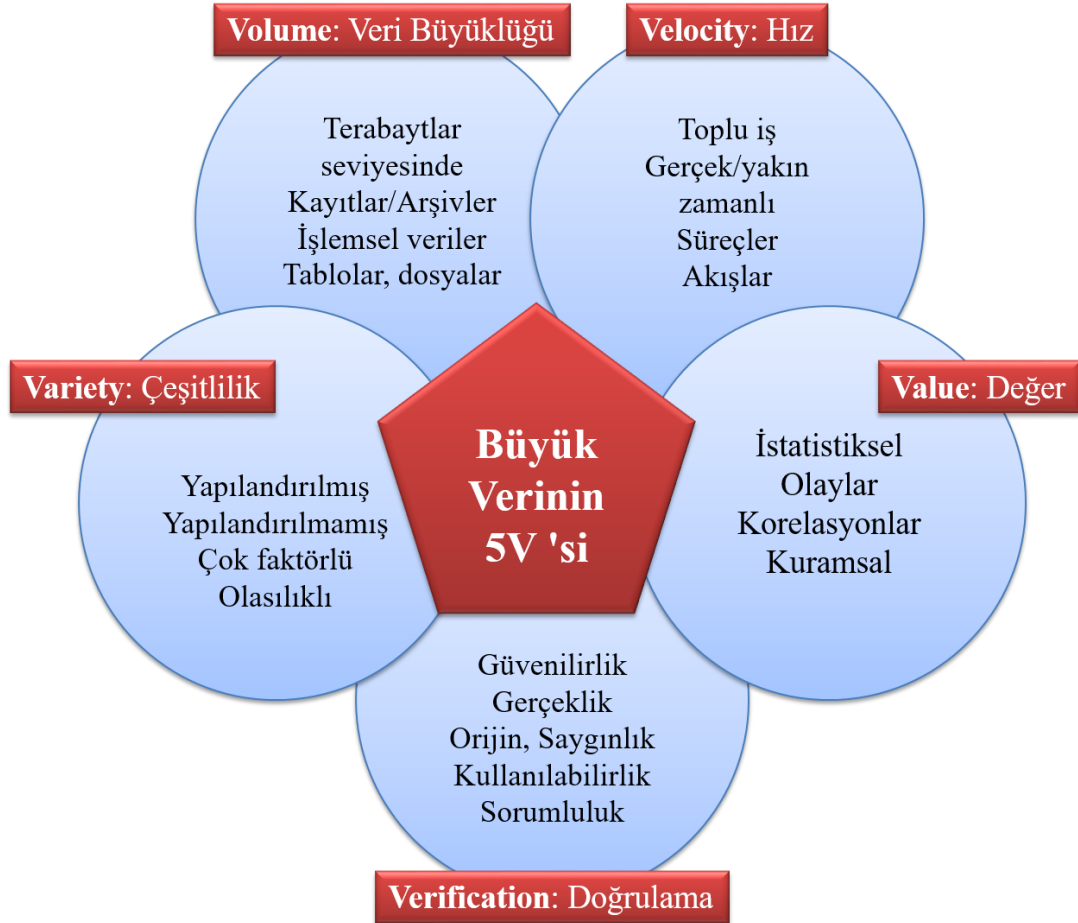 Volume: Veri Büyüklüğü
Terabaytlar
seviyesinde
Kayıtlar/Arşivler
İşlemsel veriler
Tablolar, dosyalar
Velocity: Hız
Toplu iş
Gerçek/yakın
zamanlı
Süreçler
Akışlar
Variety: Çeşitlilik
Yapılandırılmış
Yapılandırılmamış
Çok faktörlü
Olasılıklı
Büyük
Verinin
5V 'si
Value: Değer
İstatistiksel
Olaylar
Korelasyonlar
Kuramsal
Güvenilirlik
Gerçeklik
Orijin, Saygınlık
Kullanılabilirlik
Sorumluluk
Verification: Doğrulama